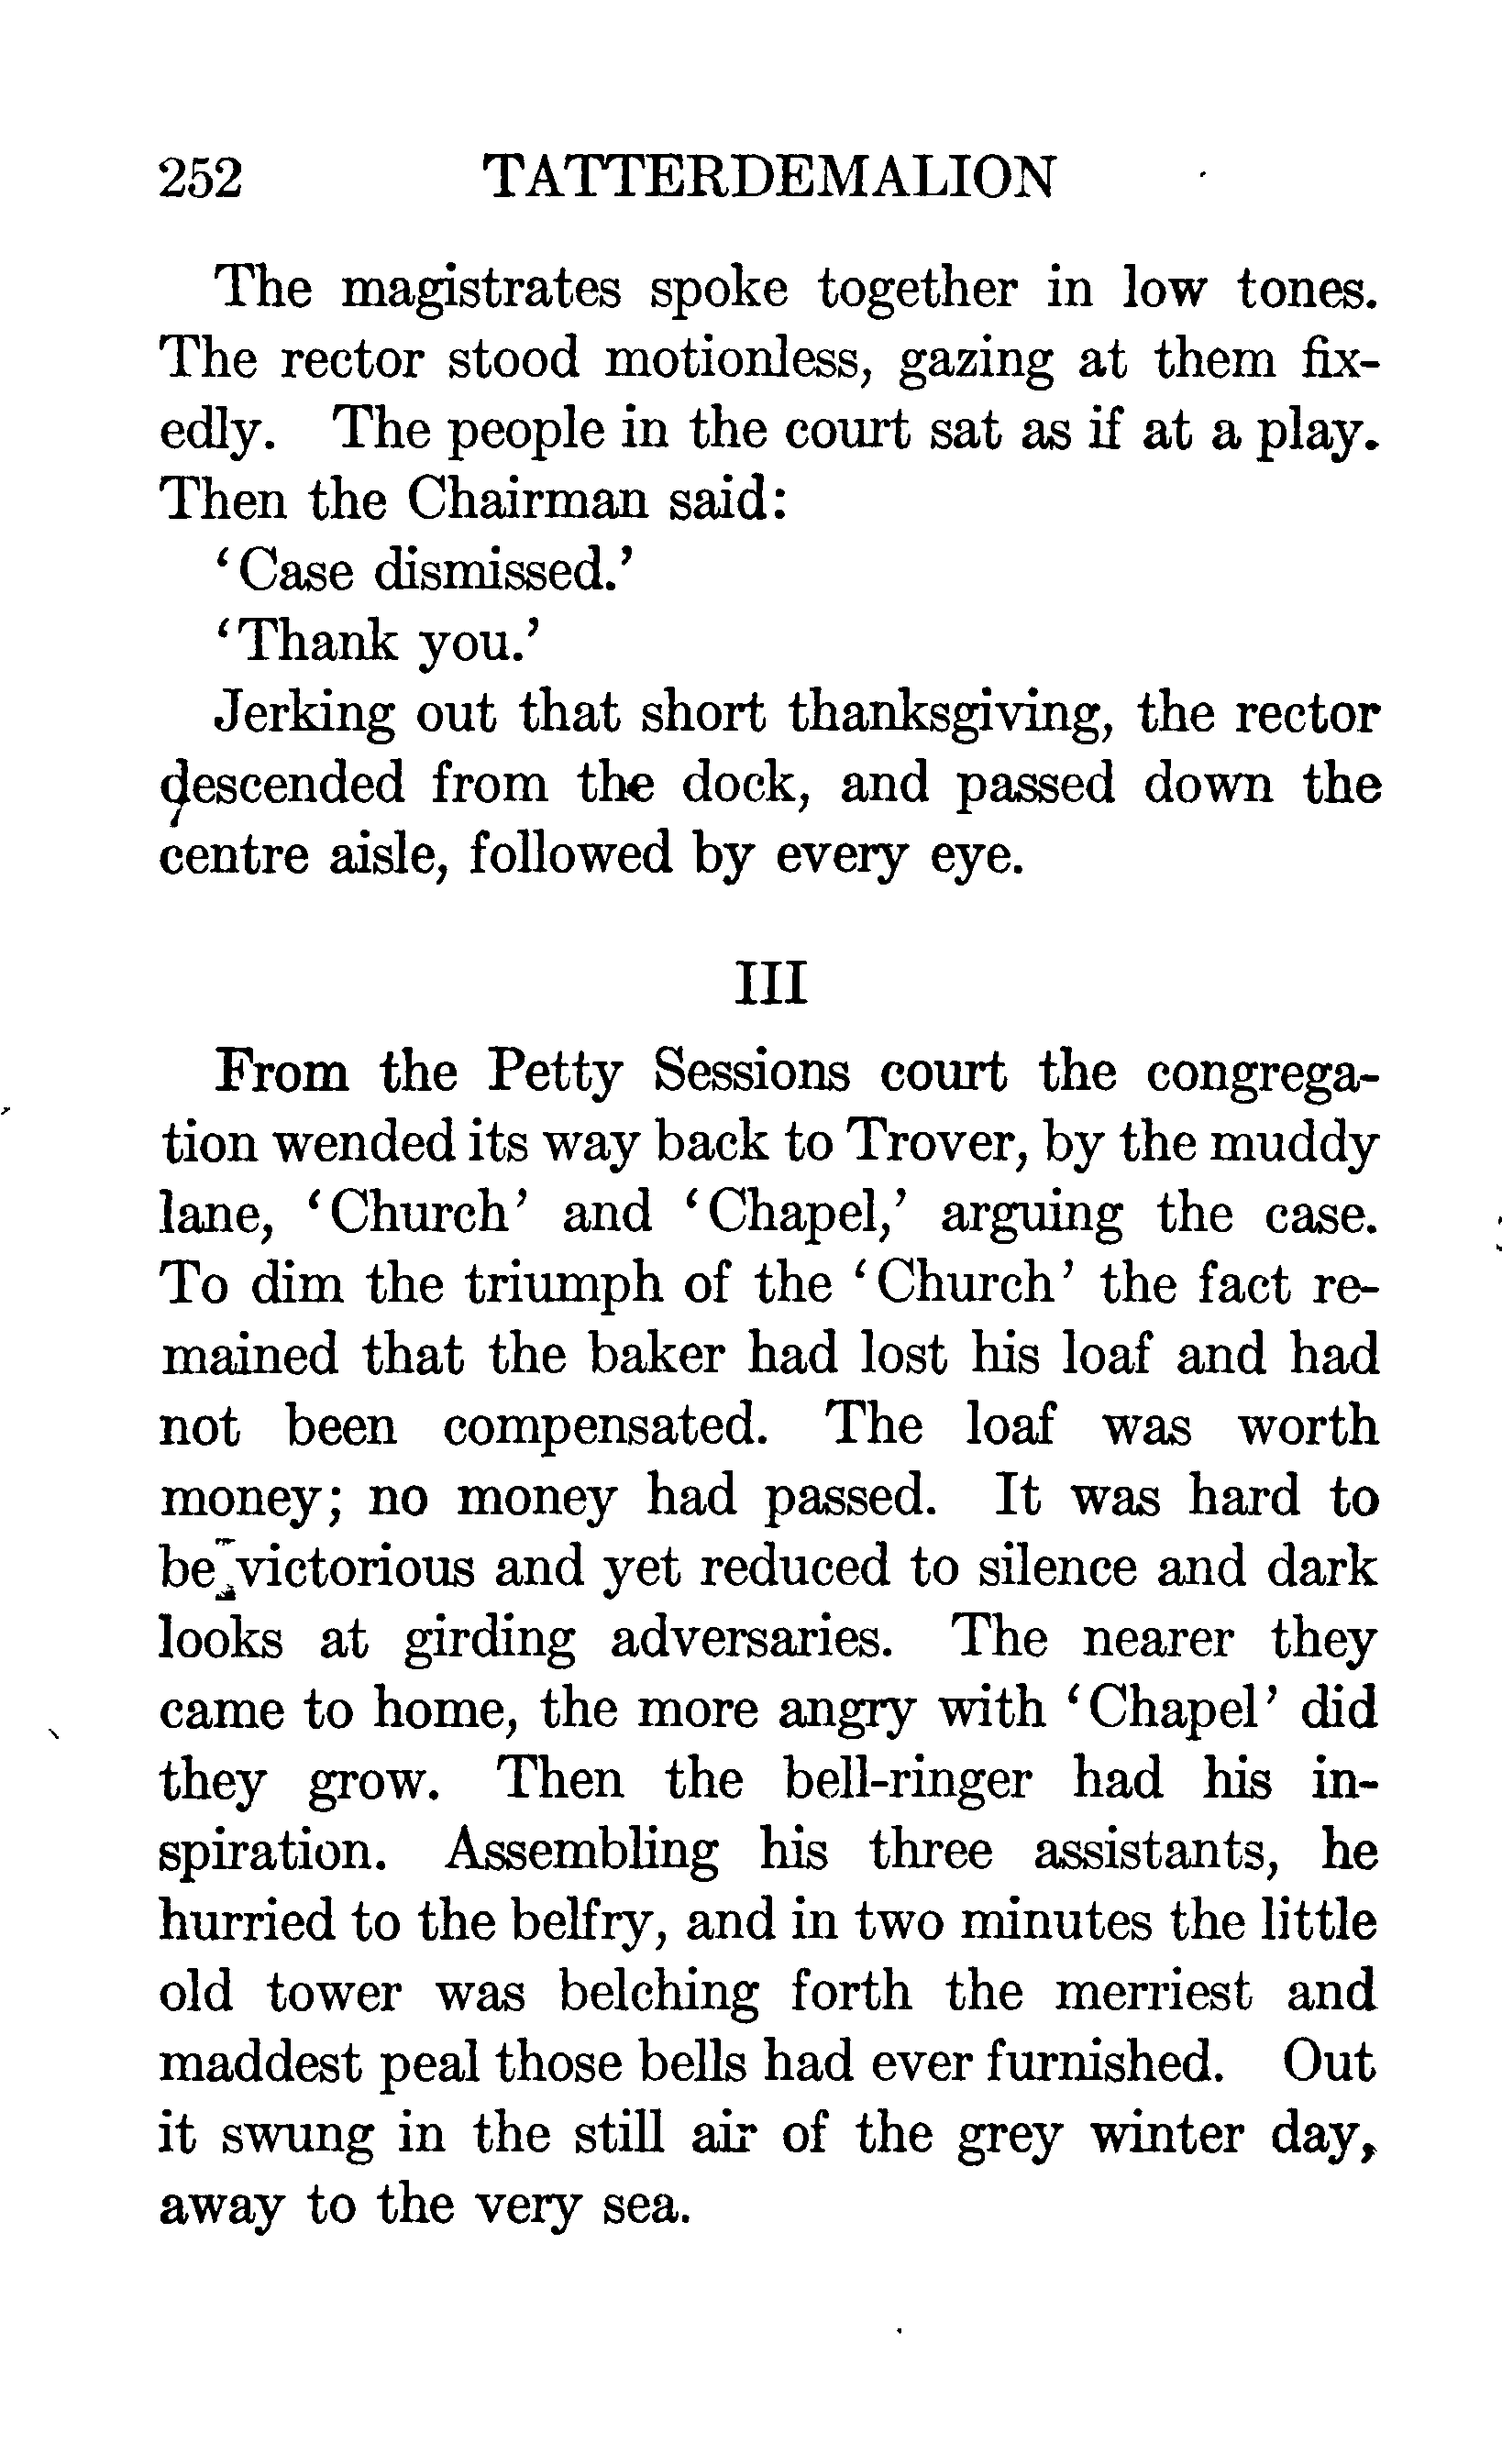 252 TATTERDEMALION
The magistrates spoke together in low tones.
The rector stood motionless, gazing at them fix-
edly. The people in the court sat as if at a play.
Then the Chairman said:
‘Case dismissed.’
‘Thank you.’
Jerking out that short thanksgiving, the rector
descended from the dock, and passed down the
centre aisle, followed by every eye.
III
From the Petty Sessions court the congrega-
tion wended its way back to Trover, by the muddy
lane, ‘Church’ and ‘Chapel,’ arguing the case.
To dim the triumph of the ‘Church’ the fact re-
mained that the baker had lost his loaf and had
not been compensated. The loaf was worth
money; no money had passed. It was hard to
be victorious and yet reduced to silence and dark
looks at girding adversaries. The nearer they
came to home, the more angry with ‘Chapel’ did
they grow. Then the bell-ringer had his in-
spiration. Assembling his three assistants, he
hurried to the belfry, and in two minutes the little
old tower was belching forth the merriest and
maddest peal those bells had ever furnished. Out
it swung in the still air of the grey winter day,
away to the very sea.